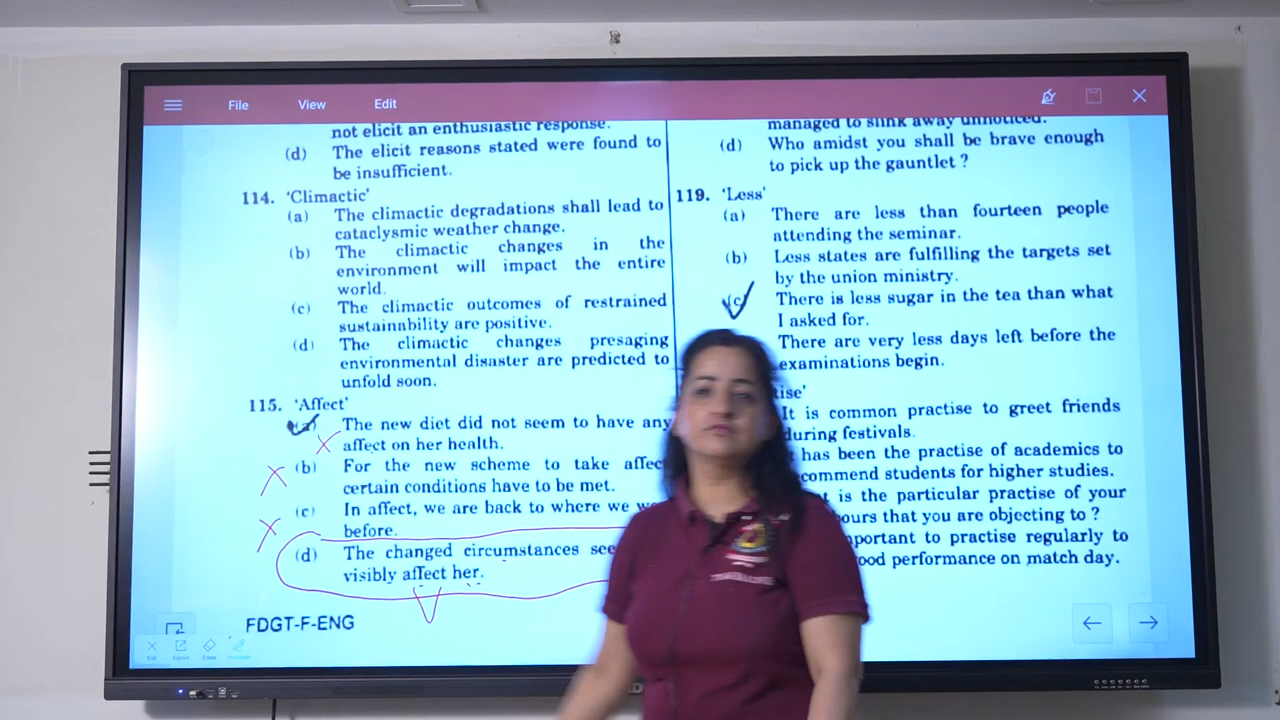 File View Edit
not elicit an enthusiastic response.
(d) The elicit reasons stated were found to
be insufficient.
114. 'Climactic'
(a) The climactic degradations shall lead to
cataclysmic weather change.
(b) The climactic changes in the
environment will impact the entire
world.
(c) The climactic outcomes of restrained
sustainability are positive.
(d) The climactic changes presaging
environmental disaster are predicted to
unfold soon.
115. 'Affect'
(a) The new diet did not seem to have any
affect on her health.
(b) For the new scheme to take affec
certain conditions have to be met.
(c) In affect, we are back to where we we
before.
(d) The changed circumstances see
visibly affect her.
FDGT-F-ENG
managed to slink away unnoticed.
(d) Who amidst you shall be brave enough
to pick up the gauntlet ?
119. 'Less'
(a) There are less than fourteen people
attending the seminar.
(b) Less states are fulfilling the targets set
by the union ministry.
(c) There is less sugar in the tea than what
I asked for.
There are very less days left before the
examinations begin.
tise'
It is common practise to greet friends
during festivals.
t has been the practise of academics to
commend students for higher studies.
t is the particular practise of your
ours that you are objecting to ?
portant to practise regularly to
ood performance on match day.
Exit Export Erase